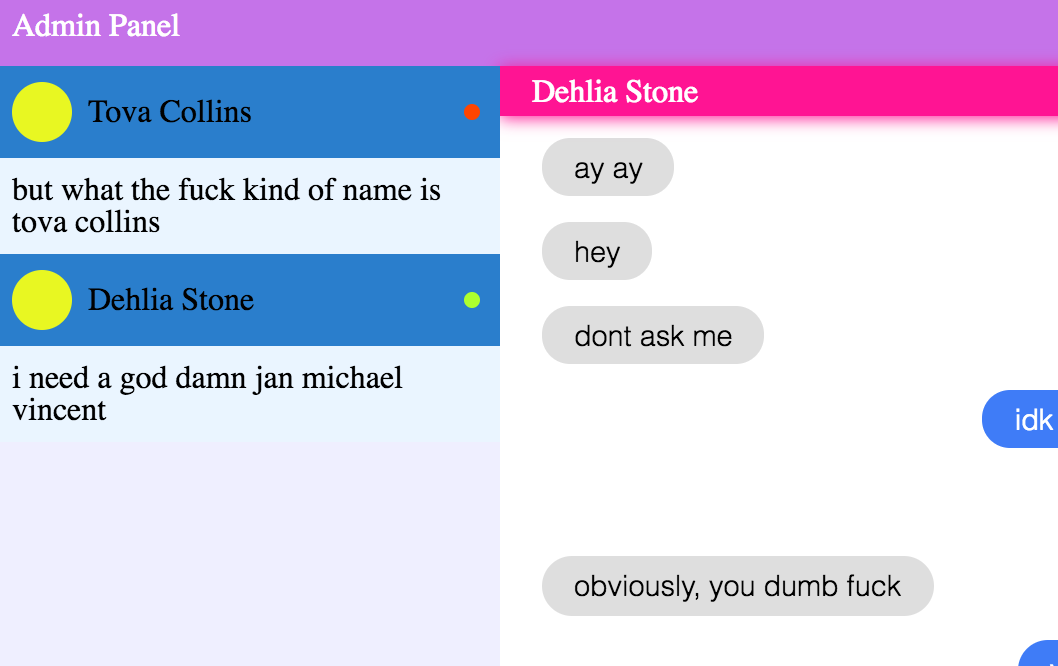 Admin Panel
Tova Collins
but what the fuck kind of name is
tova collins
Dehlia Stone
i need a god damn jan michael
vincent
Dehlia Stone
ay ay
hey
dont ask me
idk
obviously, you dumb fuck